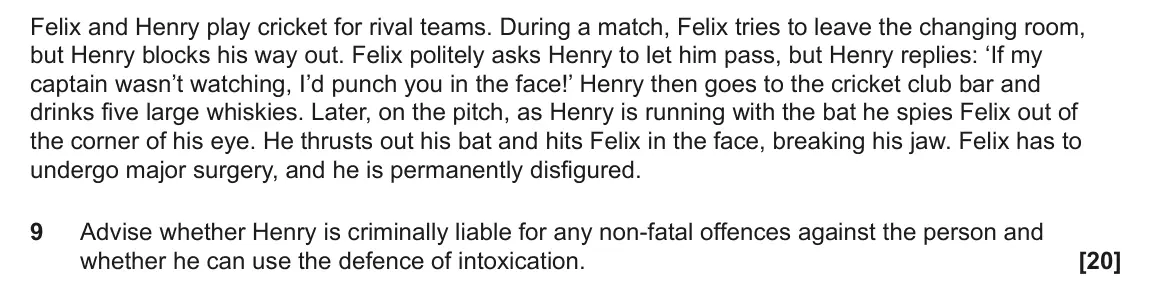 Felix and Henry play cricket for rival teams. During a match, Felix tries to leave the changing room,
but Henry blocks his way out. Felix politely asks Henry to let him pass, but Henry replies: ‘If my
captain wasn’t watching, I’d punch you in the face!’ Henry then goes to the cricket club bar and
drinks five large whiskies. Later, on the pitch, as Henry is running with the bat he spies Felix out of
the corner of his eye. He thrusts out his bat and hits Felix in the face, breaking his jaw. Felix has to
undergo major surgery, and he is permanently disfigured.
9 Advise whether Henry is criminally liable for any non-fatal offences against the person and
whether he can use the defence of intoxication. [20]